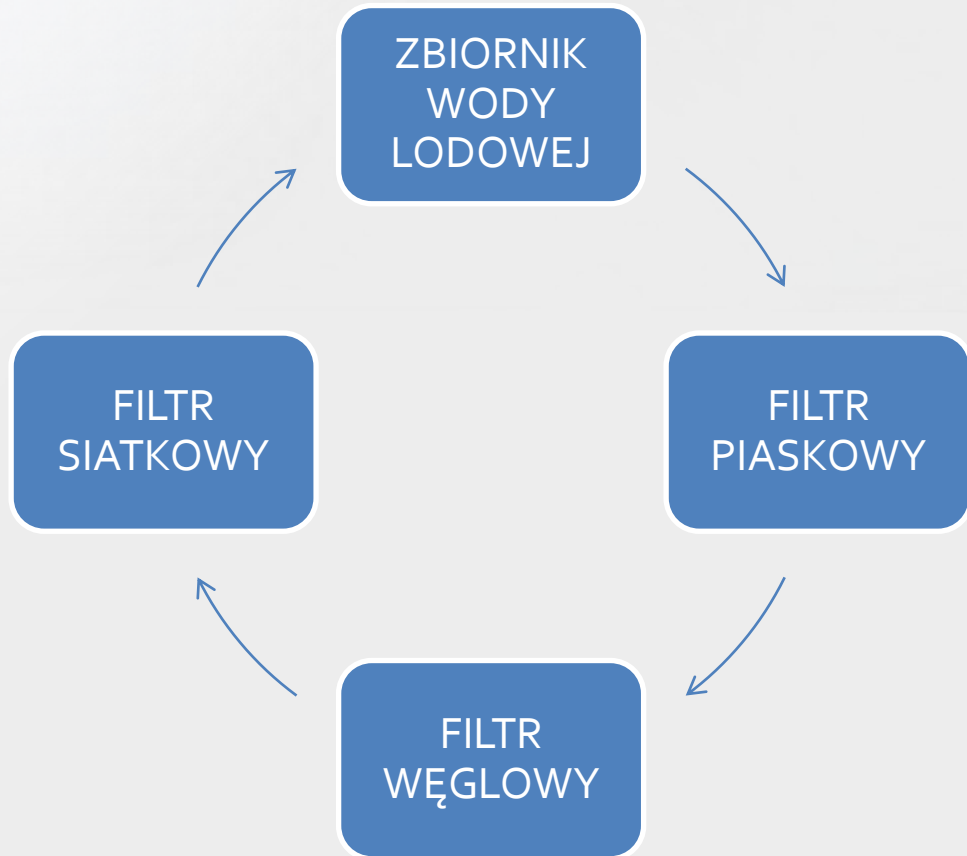 ZBIORNIK
WODY
LODOWEJ
FILTR
SIATKOWY
FILTR
PIASKOWY
FILTR
WĘGLOWY